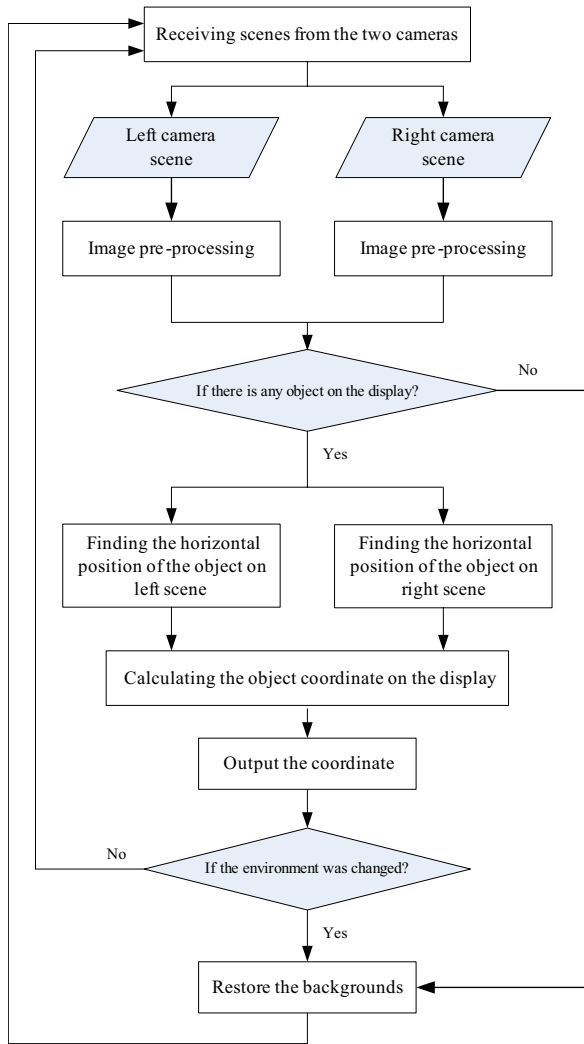 Receiving scenes from the two cameras
Left camera
scene
Right camera
scene
Image pre-processing
Image pre-processing
If there is any object on the display?
No
Yes
Finding the horizontal
position of the object on
left scene
Finding the horizontal
position of the object on
right scene
Calculating the object coordinate on the display
Output the coordinate
If the environment was changed?
No
Yes
Restore the backgrounds